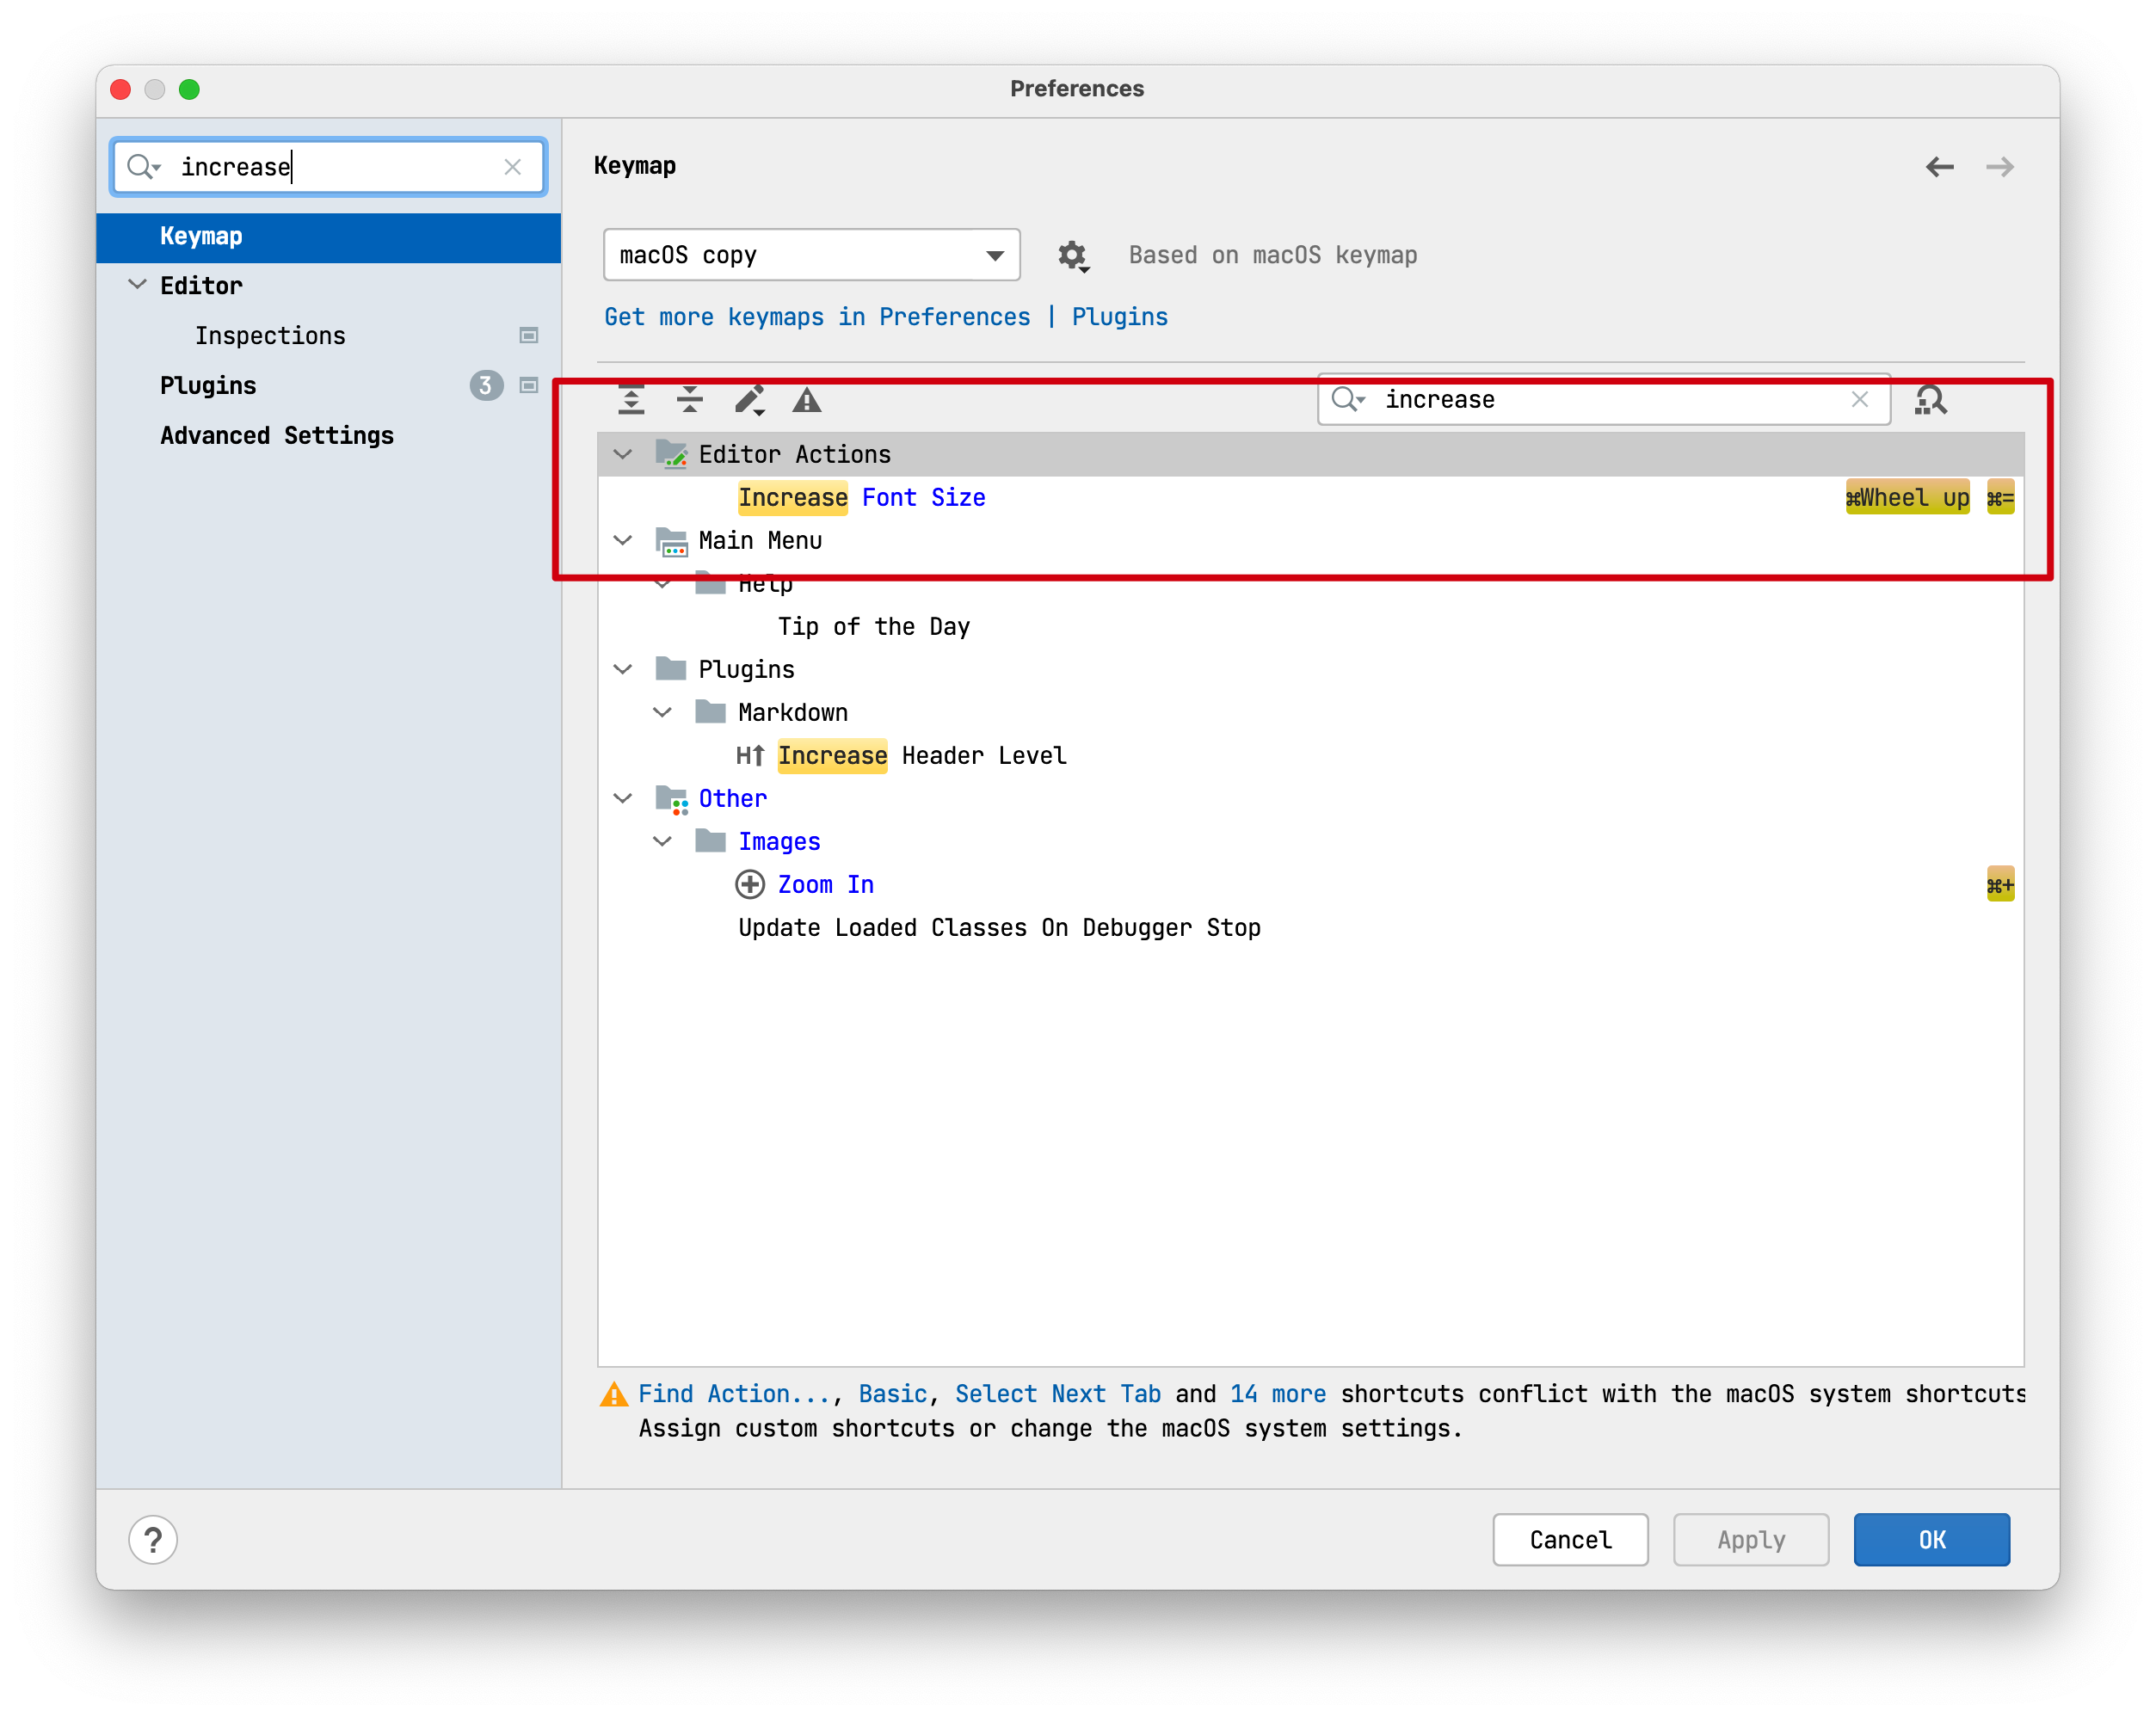 Preferences
increase
Keymap
Editor
Inspections
Plugins 3
Advanced Settings
Keymap
macOS copy
Based on macOS keymap
Get more keymaps in Preferences | Plugins
increase
Editor Actions
Increase Font Size ⌘Wheel up ⌘=
Main Menu
Help
Tip of the Day
Plugins
Markdown
H↑ Increase Header Level
Other
Images
Zoom In ⌘+
Update Loaded Classes On Debugger Stop
Find Action..., Basic, Select Next Tab and 14 more shortcuts conflict with the macOS system shortcuts
Assign custom shortcuts or change the macOS system settings.
?
Cancel
Apply
OK